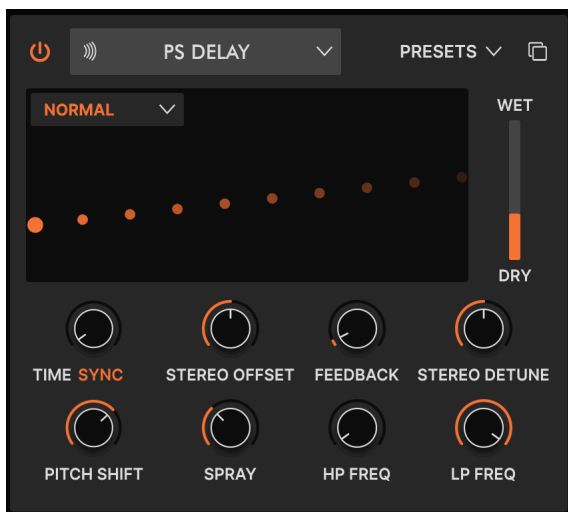 PS DELAY
PRESETS
NORMAL
WET
DRY
TIME SYNC
STEREO OFFSET
FEEDBACK
STEREO DETUNE
PITCH SHIFT
SPRAY
HP FREQ
LP FREQ